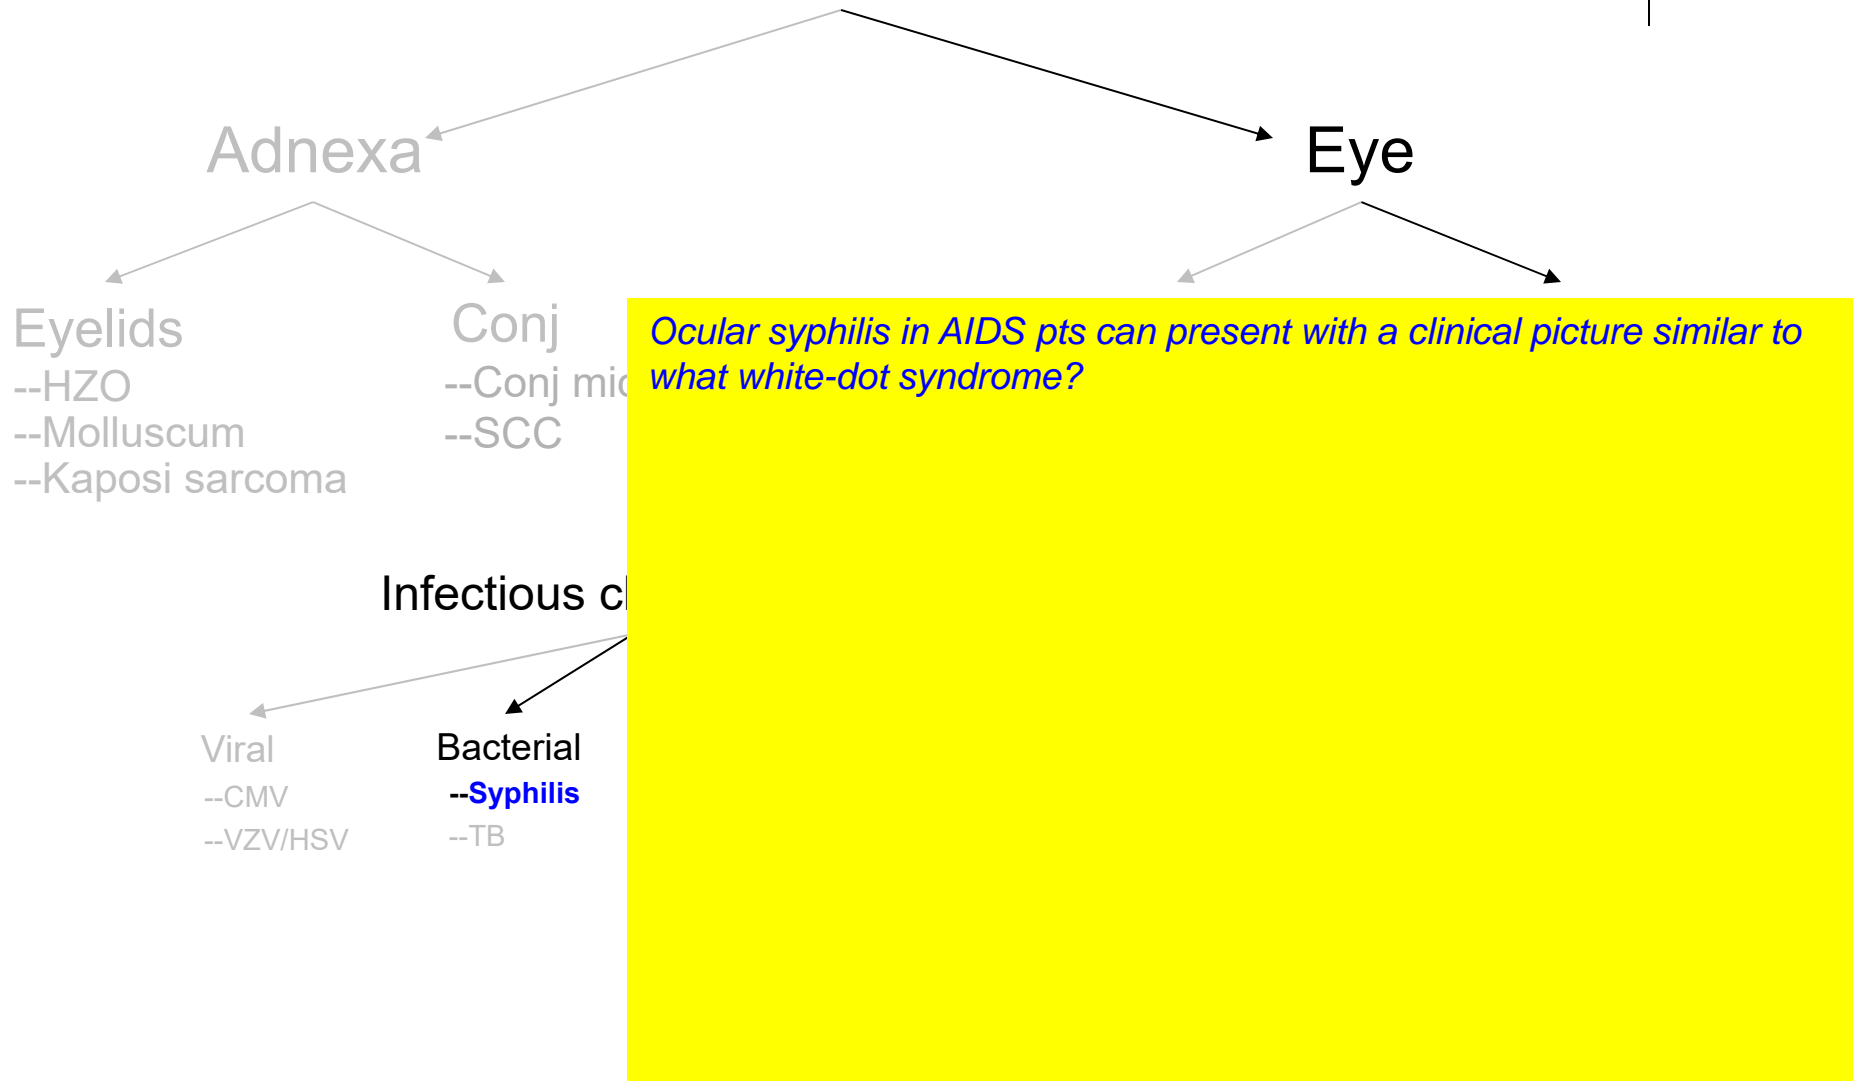 Adnexa
Eye
Eyelids
--HZO
--Molluscum
--Kaposi sarcoma
Conj
--Conj
--SCC
Ocular syphilis in AIDS pts can present with a clinical picture similar to
what white-dot syndrome?
Infectious
Viral
--CMV
--VZV/HSV
Bacterial
--Syphilis
--TB